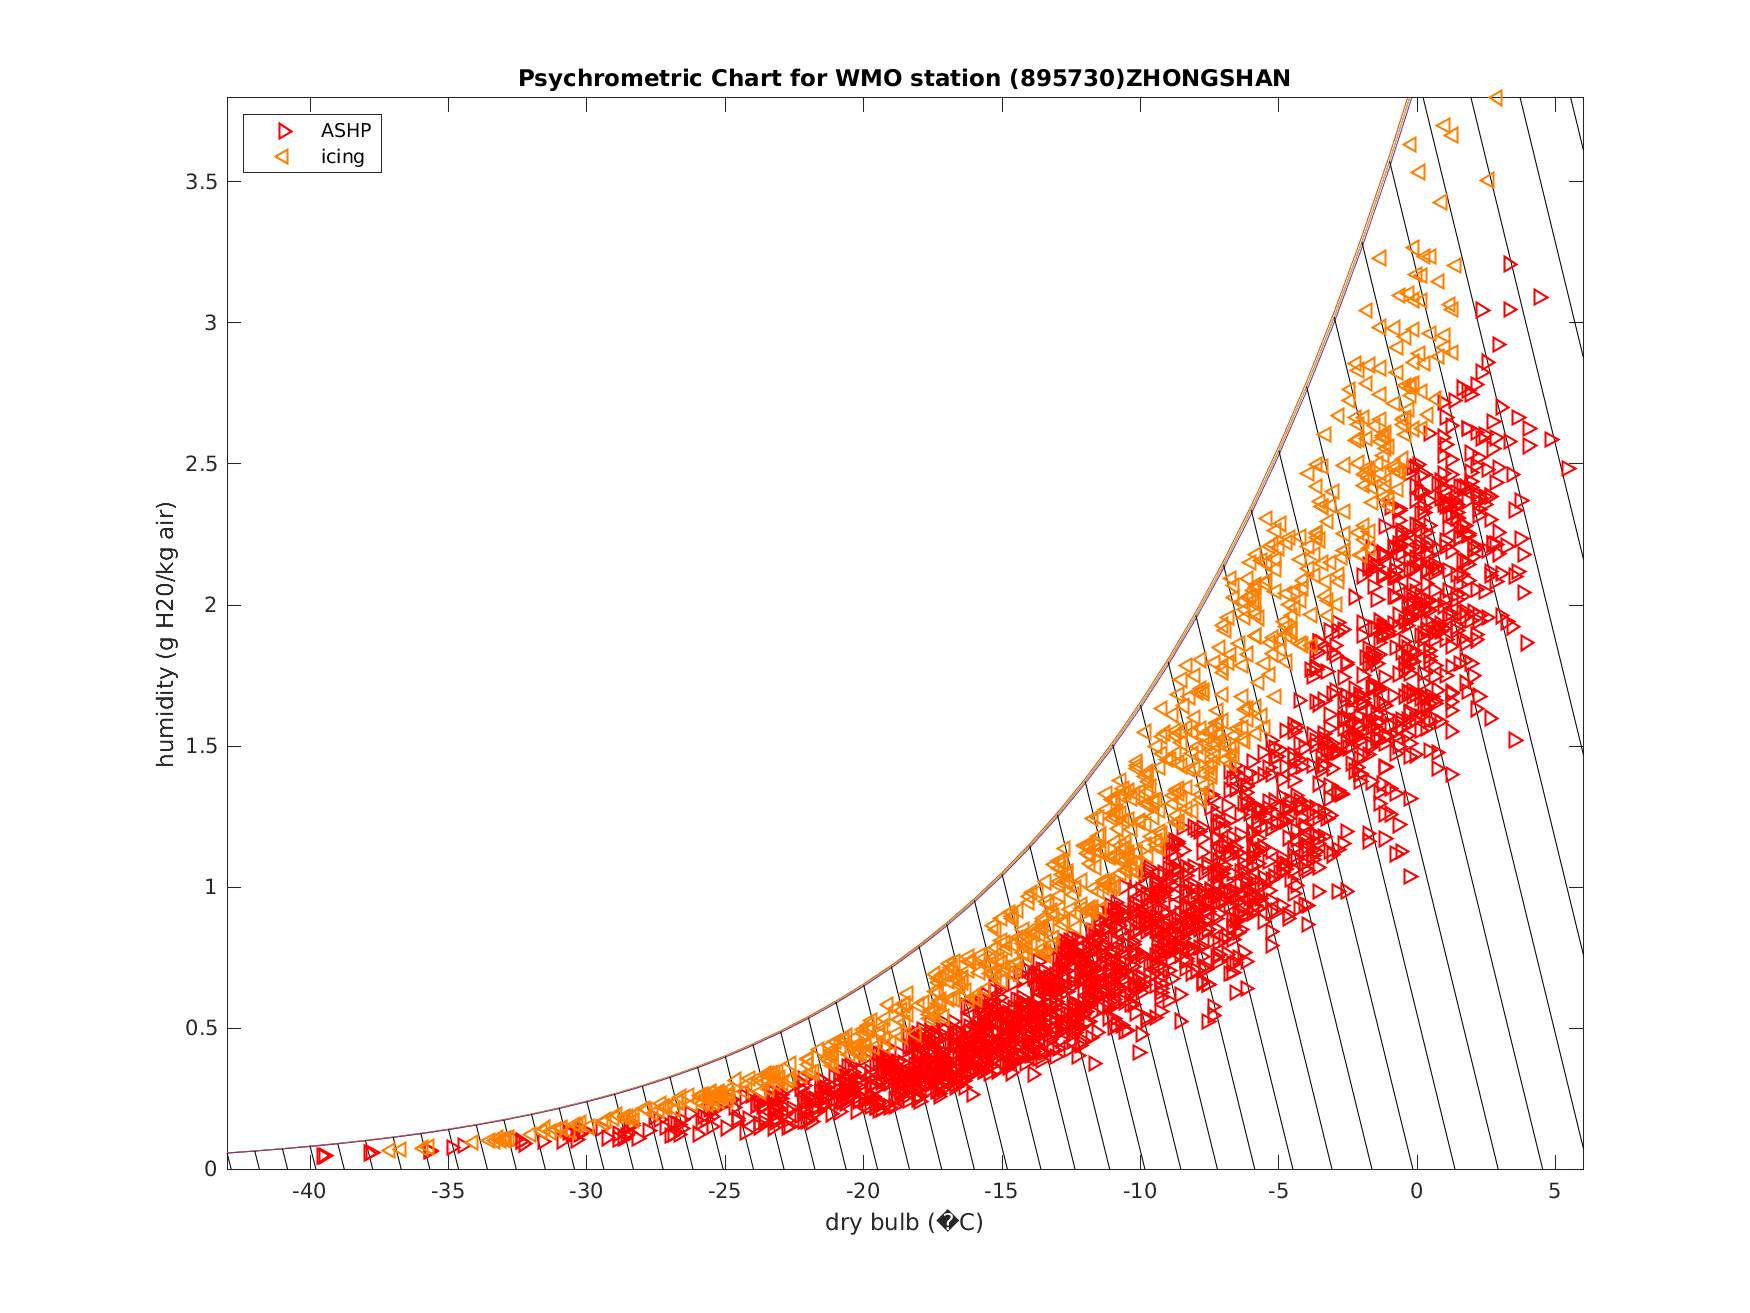 Psychrometric Chart for WMO station (895730)ZHONGSHAN
ASHP
icing
humidity (g H20/kg air)
3.5
3
2.5
2
1.5
1
0.5
0
-40 -35 -30 -25 -20 -15 -10 -5 0 5
dry bulb (�C)